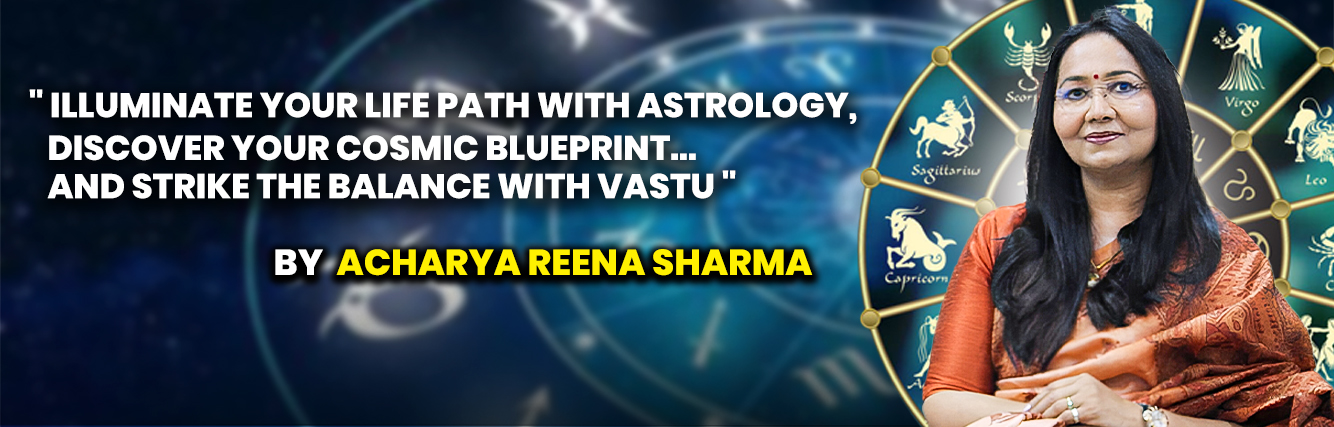 " ILLUMINATE YOUR LIFE PATH WITH ASTROLOGY,
DISCOVER YOUR COSMIC BLUEPRINT...
AND STRIKE THE BALANCE WITH VASTU "
BY ACHARYA REENA SHARMA
Virgo
Sagittarius
Leo
Capricorn